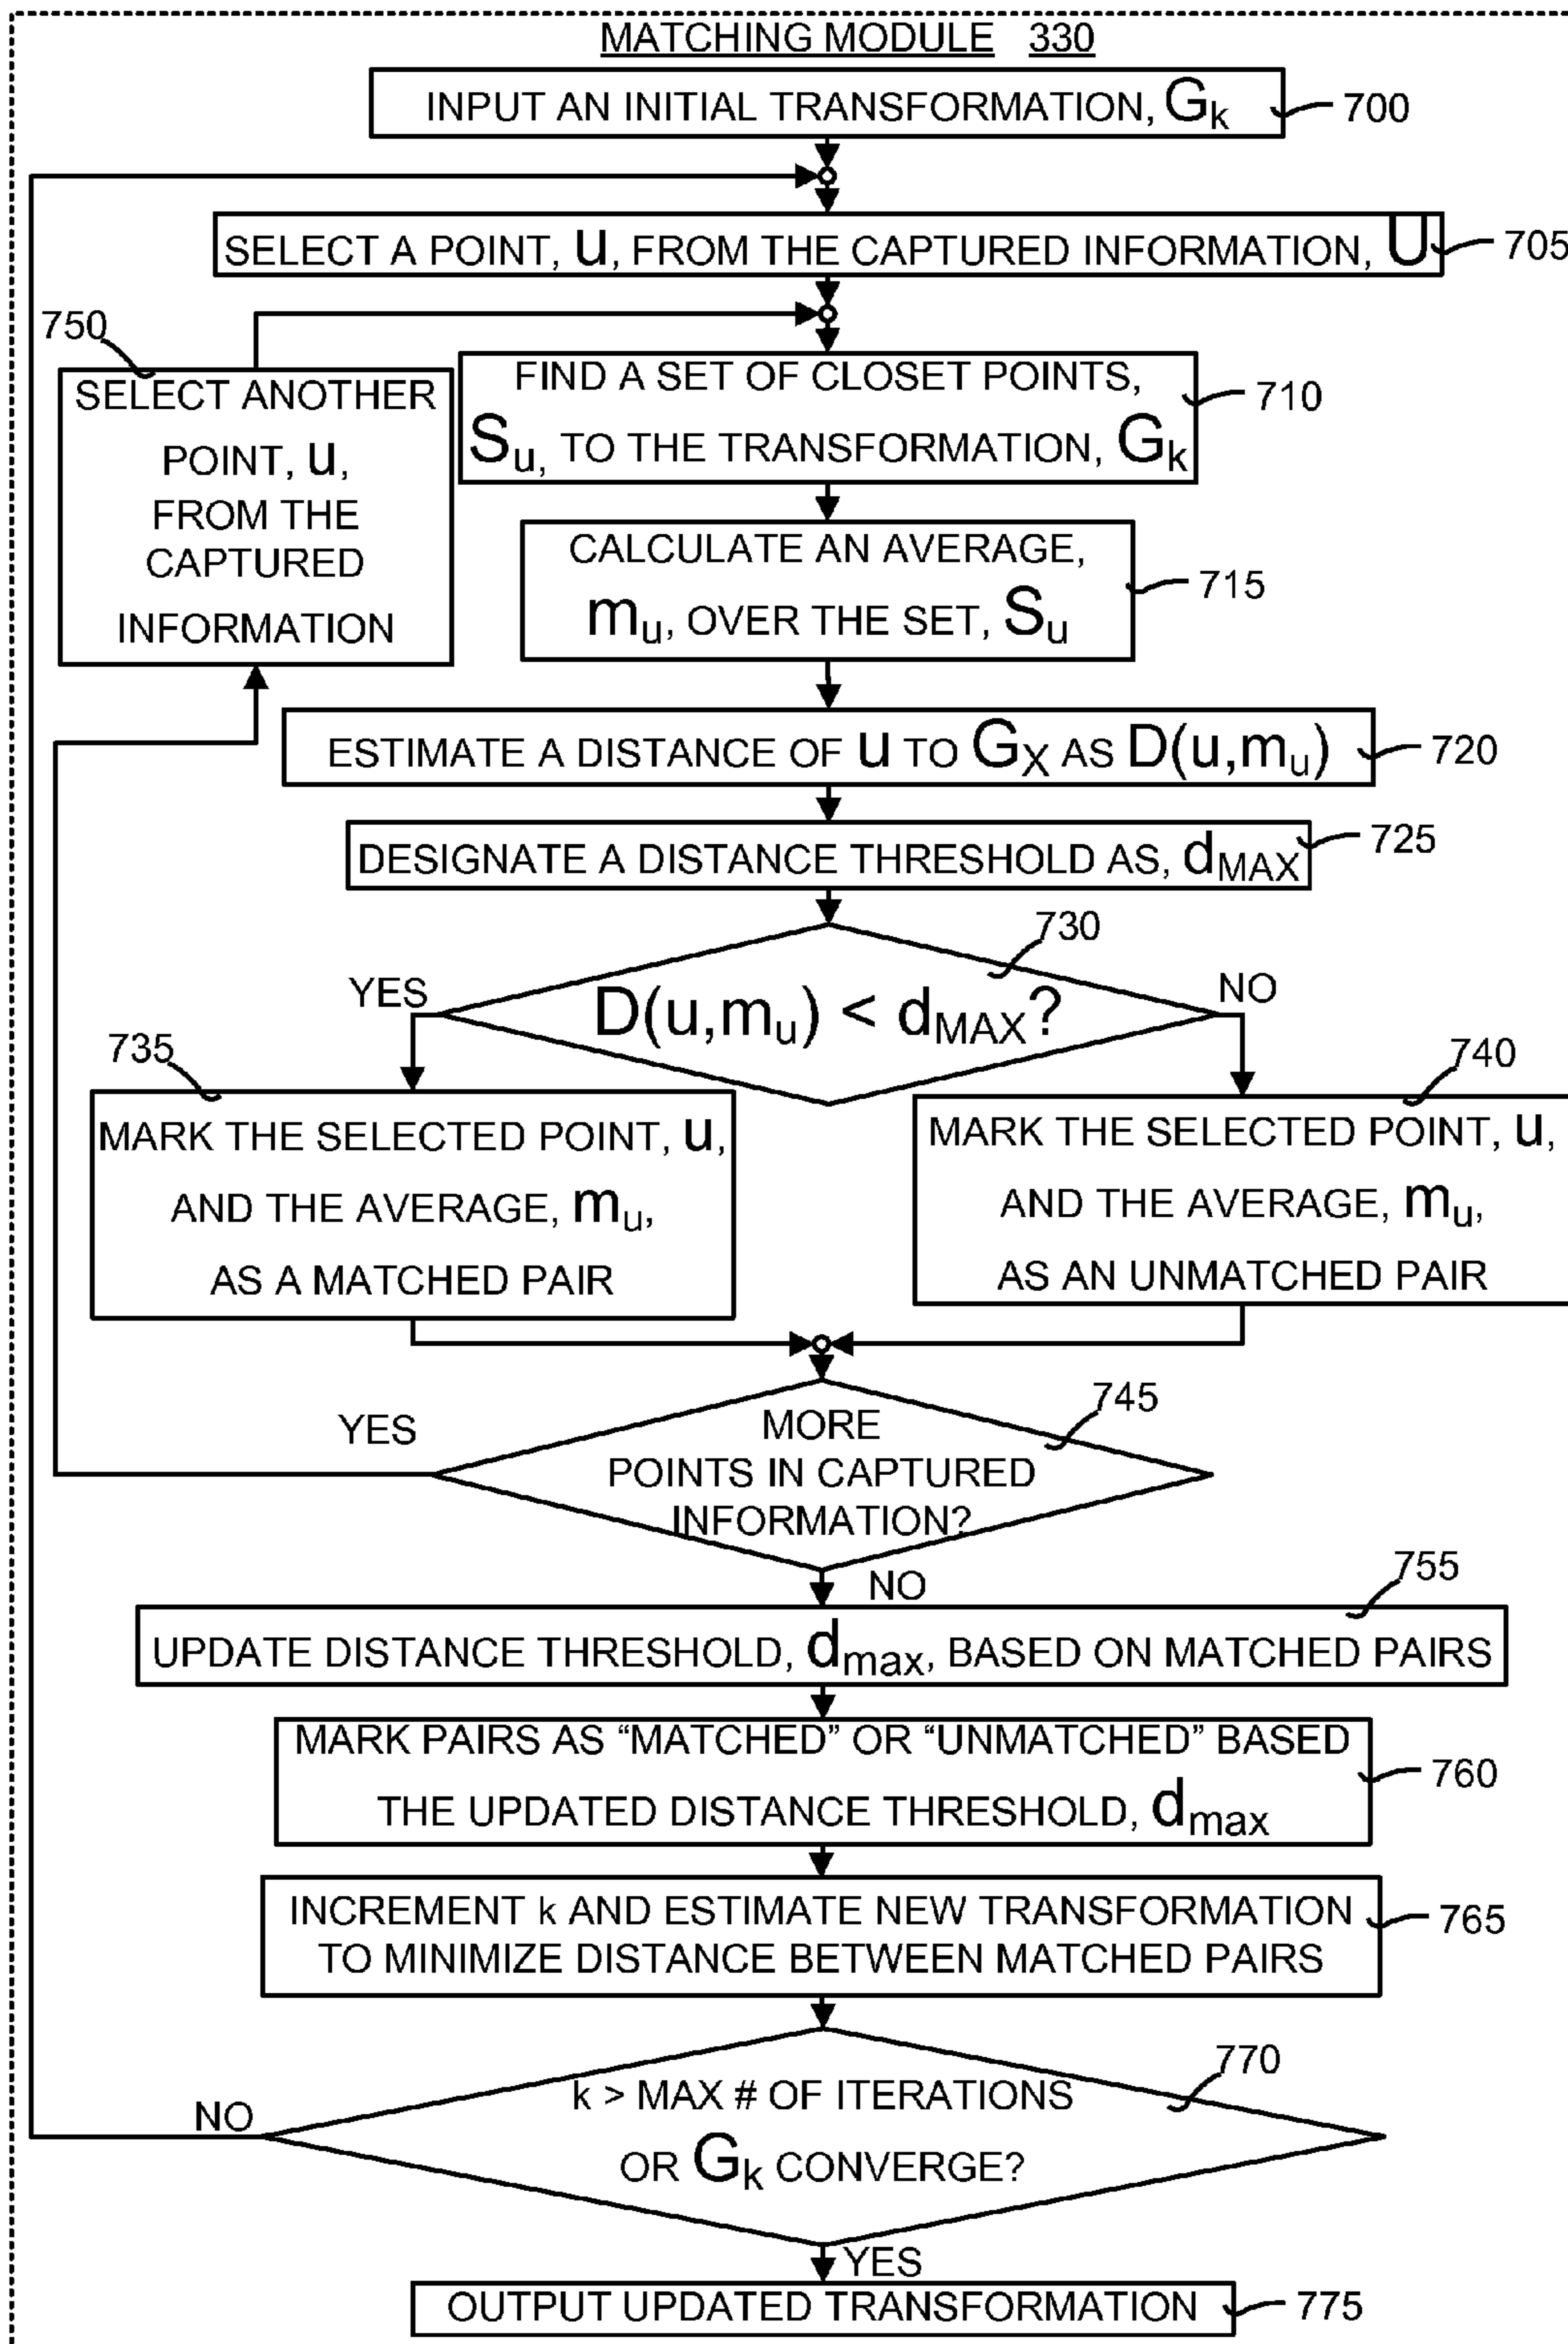 MATCHING MODULE 330
INPUT AN INITIAL TRANSFORMATION, Gk
700
SELECT A POINT, u, FROM THE CAPTURED INFORMATION, U
705
750
SELECT ANOTHER
POINT, u,
FROM THE
CAPTURED
INFORMATION
FIND A SET OF CLOSET POINTS,
Su, TO THE TRANSFORMATION, Gk
710
CALCULATE AN AVERAGE,
mu, OVER THE SET, Su
715
ESTIMATE A DISTANCE OF u TO GX AS D(u,mu)
720
DESIGNATE A DISTANCE THRESHOLD AS, dMAX
725
730
YES
D(u,mu) < dMAX?
NO
735
MARK THE SELECTED POINT, u,
AND THE AVERAGE, mu,
AS A MATCHED PAIR
740
MARK THE SELECTED POINT, u,
AND THE AVERAGE, mu,
AS AN UNMATCHED PAIR
745
YES
MORE
POINTS IN CAPTURED
INFORMATION?
NO
755
UPDATE DISTANCE THRESHOLD, dmax, BASED ON MATCHED PAIRS
MARK PAIRS AS “MATCHED” OR “UNMATCHED” BASED
THE UPDATED DISTANCE THRESHOLD, dmax
760
INCREMENT k AND ESTIMATE NEW TRANSFORMATION
TO MINIMIZE DISTANCE BETWEEN MATCHED PAIRS
765
770
k > MAX # OF ITERATIONS
OR Gk CONVERGE?
NO
YES
OUTPUT UPDATED TRANSFORMATION
775